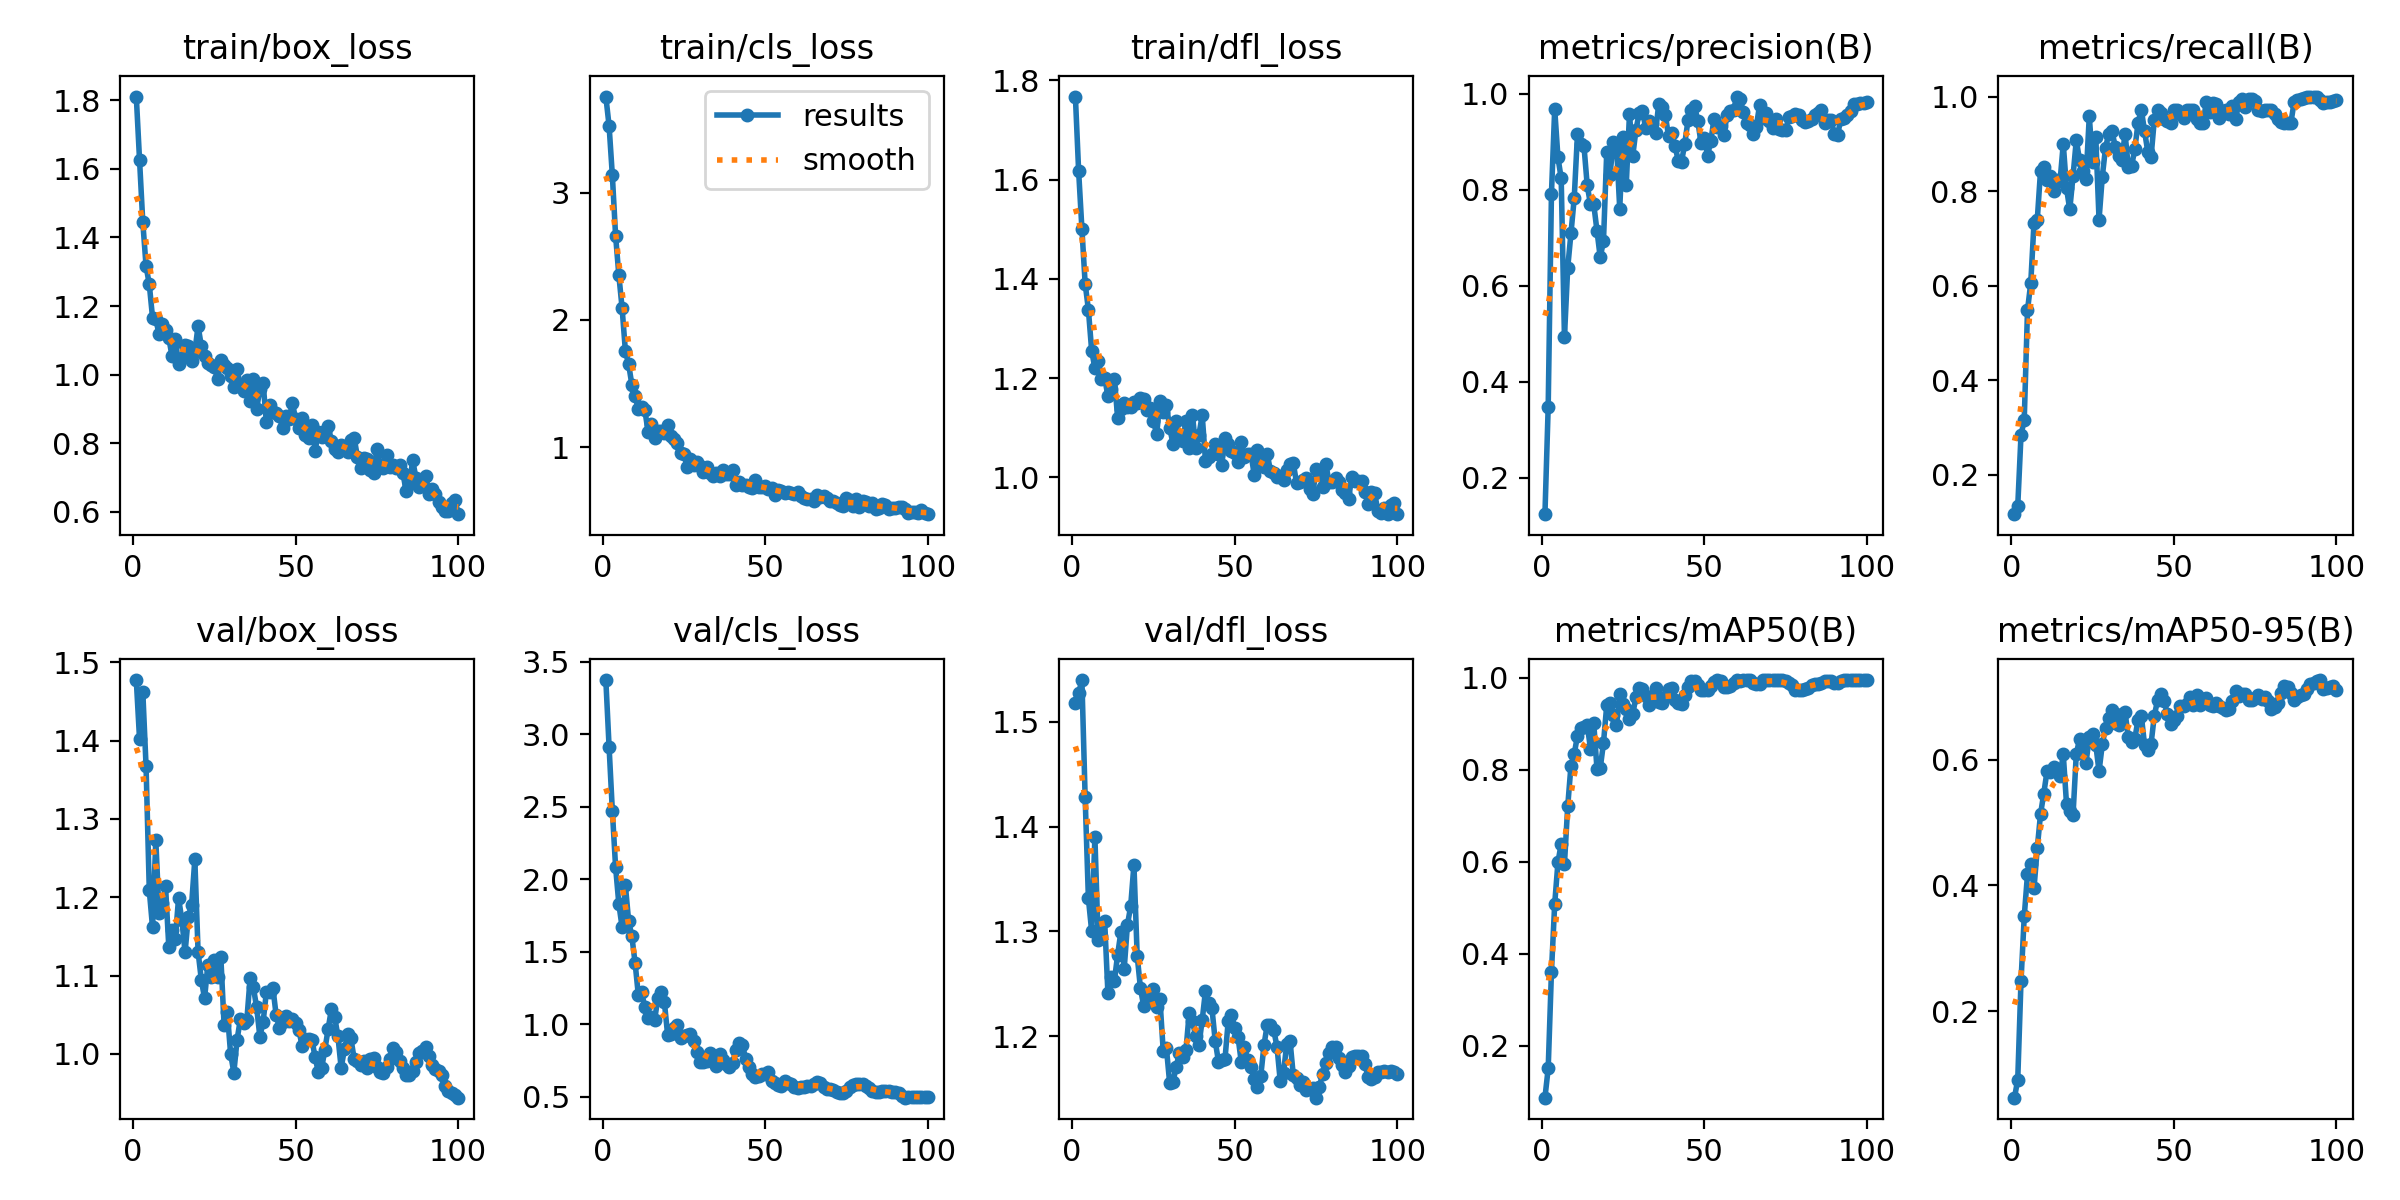 train/box_loss
train/cls_loss
train/dfl_loss
metrics/precision(B)
metrics/recall(B)
1.8
1.6
1.4
1.2
1.0
0.8
0.6
0 50 100
results
smooth
3
2
1
0 50 100
1.8
1.6
1.4
1.2
1.0
0 50 100
1.0
0.8
0.6
0.4
0.2
0 50 100
1.0
0.8
0.6
0.4
0.2
0 50 100
val/box_loss
val/cls_loss
val/dfl_loss
metrics/mAP50(B)
metrics/mAP50-95(B)
1.5
1.4
1.3
1.2
1.1
1.0
0 50 100
3.5
3.0
2.5
2.0
1.5
1.0
0.5
0 50 100
1.5
1.4
1.3
1.2
0 50 100
1.0
0.8
0.6
0.4
0.2
0 50 100
0.6
0.4
0.2
0 50 100